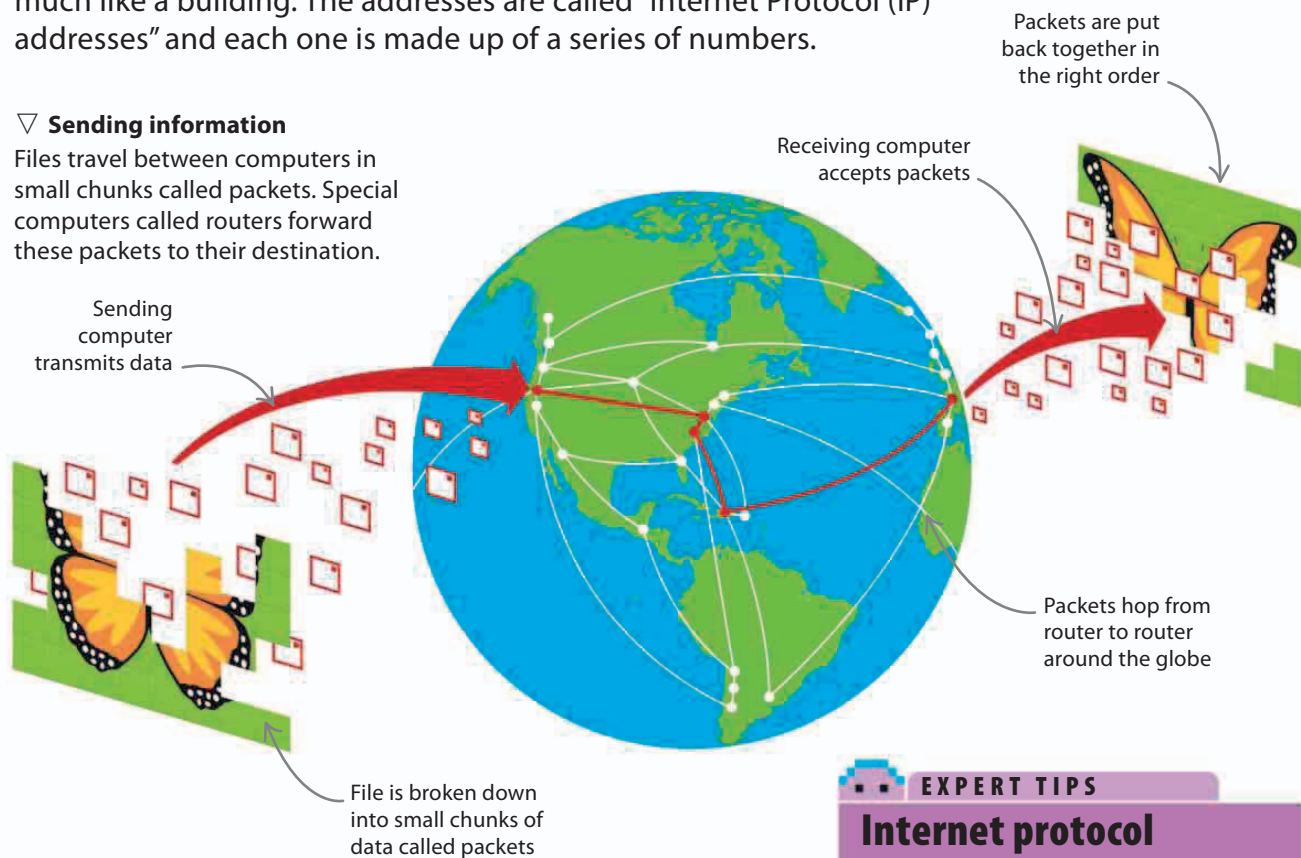 much like a building. The addresses are called “Internet Protocol (IP)
addresses” and each one is made up of a series of numbers.
▽ Sending information
Files travel between computers in
small chunks called packets. Special
computers called routers forward
these packets to their destination.
Sending
computer
transmits data
Packets are put
back together in
the right order
Receiving computer
accepts packets
Packets hop from
router to router
around the globe
File is broken down
into small chunks of
data called packets
EXPERT TIPS
Internet protocol